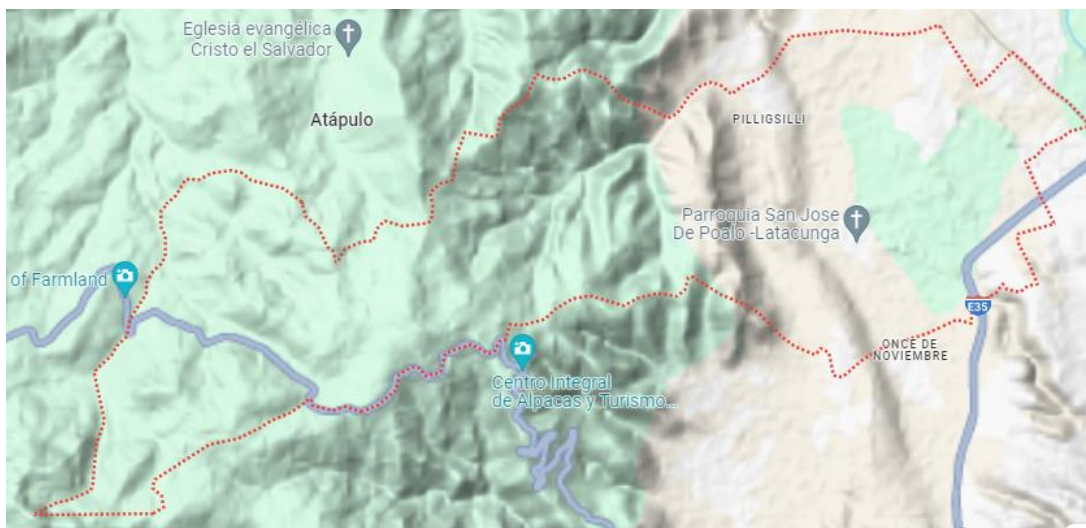 Eglesia evangélica
Cristo el Salvador
Atápulo
PILLIGSILLI
Parroquia San Jose
De Poalo -Latacunga
of Farmland
E35
ONCE DE
NOVIEMBRE
Centro Integral
de Alpacas y Turismo...